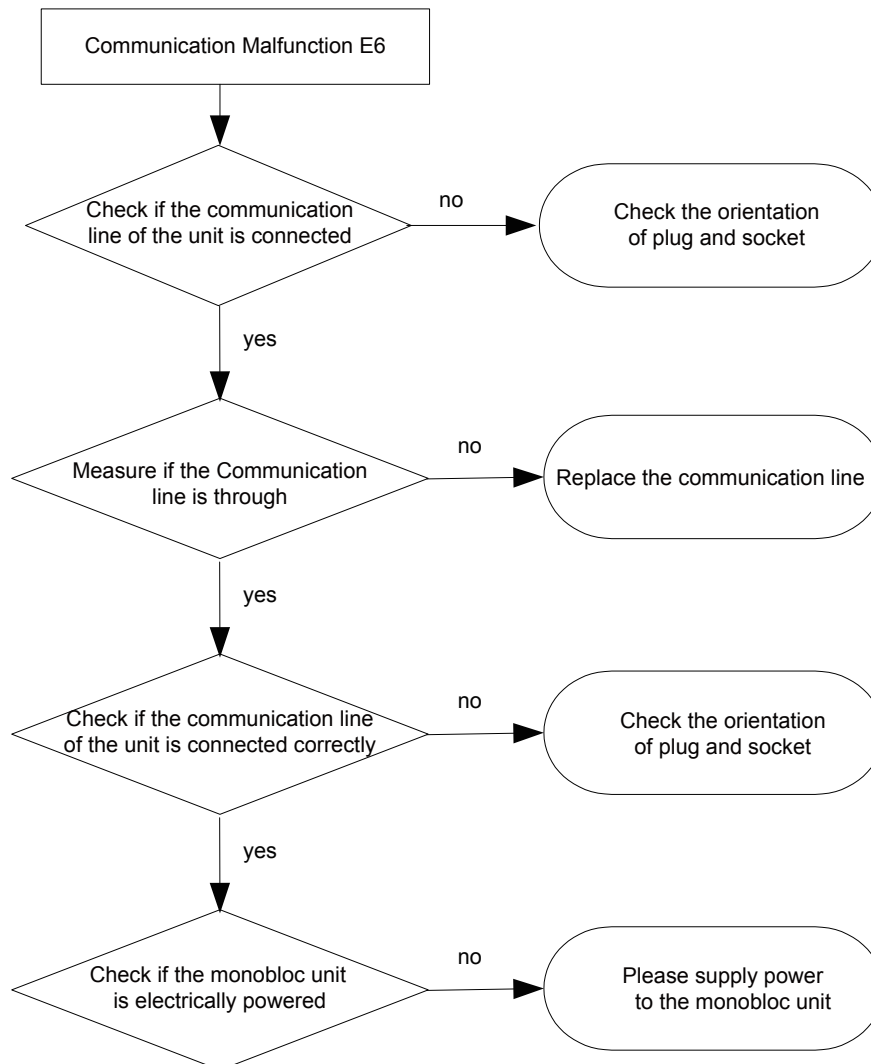 Communication Malfunction E6
Check if the communication
line of the unit is connected
no
Check the orientation
of plug and socket
yes
Measure if the Communication
line is through
no
Replace the communication line
yes
Check if the communication line
of the unit is connected correctly
no
Check the orientation
of plug and socket
yes
Check if the monobloc unit
is electrically powered
no
Please supply power
to the monobloc unit